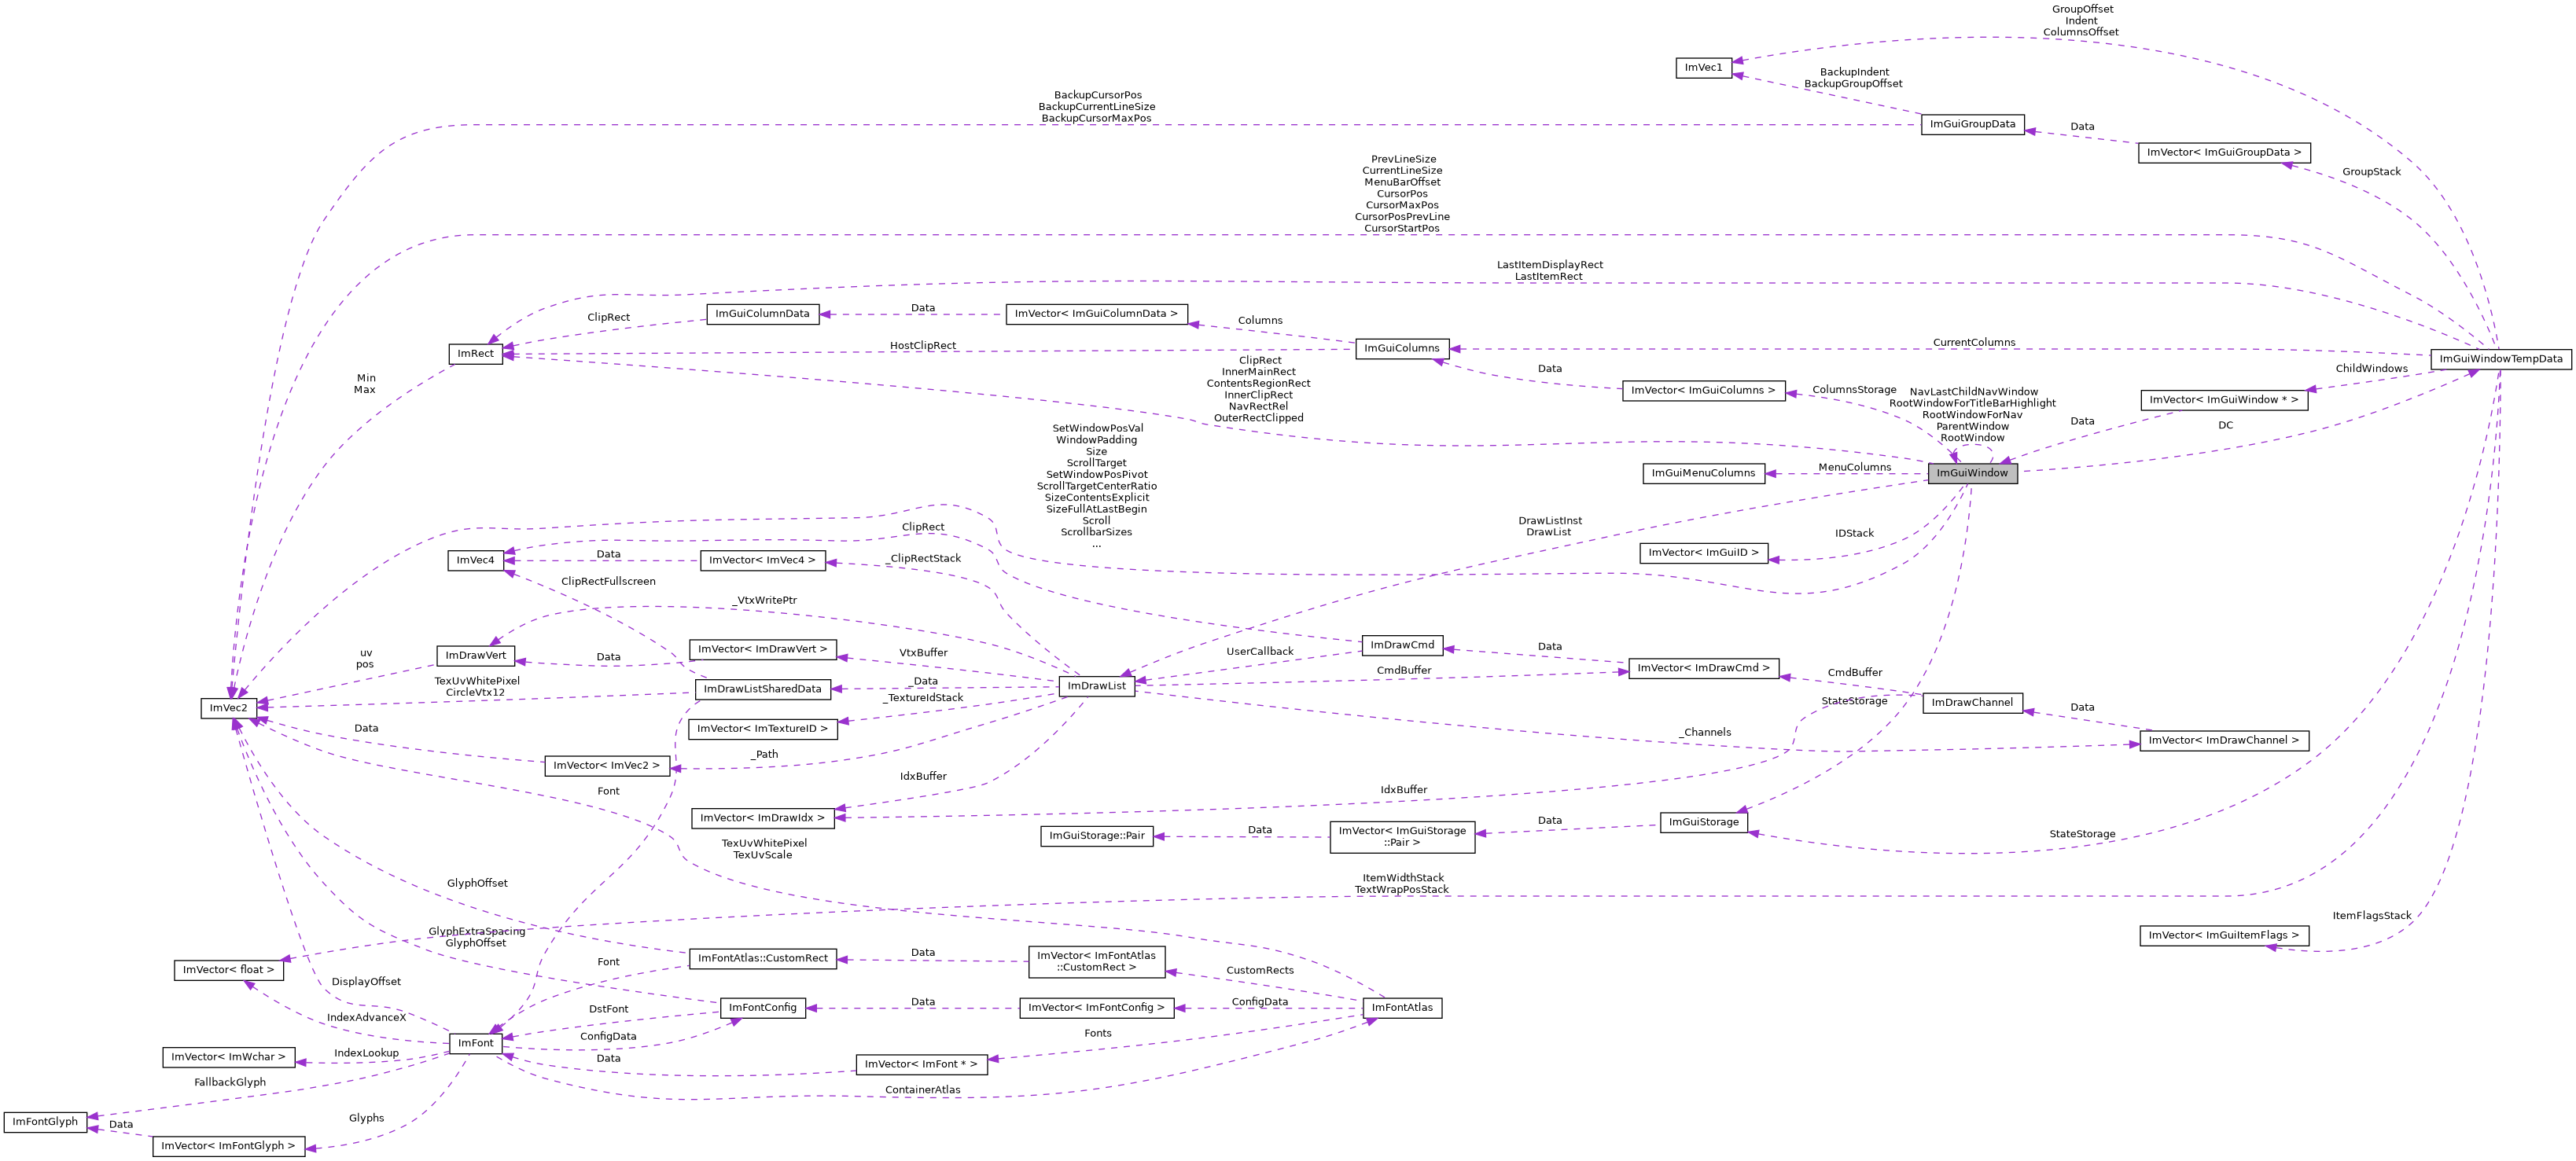 GroupOffset
Indent
ColumnsOffset
ImVec1
BackupIndent
BackupGroupOffset
BackupCursorPos
BackupCurrentLineSize
BackupCursorMaxPos
ImGuiGroupData
Data
ImVector< ImGuiGroupData >
PrevLineSize
CurrentLineSize
MenuBarOffset
CursorPos
CursorMaxPos
CursorPosPrevLine
CursorStartPos
GroupStack
LastItemDisplayRect
LastItemRect
ImGuiColumnData
Data
ImVector< ImGuiColumnData >
ClipRect
Columns
ImRect
HostClipRect
ImGuiColumns
CurrentColumns
ImGuiWindowTempData
Min
Max
ClipRect
InnerMainRect
ContentsRegionRect
InnerClipRect
NavRectRel
OuterRectClipped
Data
ImVector< ImGuiColumns >
ColumnsStorage
NavLastChildNavWindow
RootWindowForTitleBarHighlight
RootWindowForNav
ParentWindow
RootWindow
ChildWindows
ImVector< ImGuiWindow * >
Data
DC
SetWindowPosVal
WindowPadding
Size
ScrollTarget
SetWindowPosPivot
ScrollTargetCenterRatio
SizeContentsExplicit
SizeFullAtLastBegin
Scroll
ScrollbarSizes
...
ImGuiMenuColumns
MenuColumns
ImGuiWindow
ClipRect
DrawListInst
DrawList
IDStack
ImVec4
Data
ImVector< ImVec4 >
_ClipRectStack
ImVector< ImGuiID >
ClipRectFullscreen
_VtxWritePtr
uv
pos
ImDrawVert
Data
ImVector< ImDrawVert >
VtxBuffer
UserCallback
ImDrawCmd
Data
ImVector< ImDrawCmd >
CmdBuffer
CmdBuffer
TexUvWhitePixel
CircleVtx12
ImDrawListSharedData
_Data
ImDrawList
ImVec2
_TextureIdStack
ImVector< ImTextureID >
StateStorage
ImDrawChannel
Data
ImVector< ImDrawChannel >
_Channels
Data
ImVector< ImVec2 >
_Path
IdxBuffer
Font
IdxBuffer
ImVector< ImDrawIdx >
ImGuiStorage::Pair
Data
ImVector< ImGuiStorage
::Pair >
Data
ImGuiStorage
StateStorage
TexUvWhitePixel
TexUvScale
GlyphOffset
ItemWidthStack
TextWrapPosStack
ItemFlagsStack
ImVector< ImGuiItemFlags >
GlyphExtraSpacing
GlyphOffset
ImVector< float >
Font
ImFontAtlas::CustomRect
Data
ImVector< ImFontAtlas
::CustomRect >
CustomRects
DisplayOffset
IndexAdvanceX
DstFont
ImFontConfig
Data
ImVector< ImFontConfig >
ConfigData
ImFontAtlas
ImFont
ConfigData
Fonts
ImVector< ImWchar >
IndexLookup
Data
ImVector< ImFont * >
FallbackGlyph
ContainerAtlas
ImFontGlyph
Data
Glyphs
ImVector< ImFontGlyph >